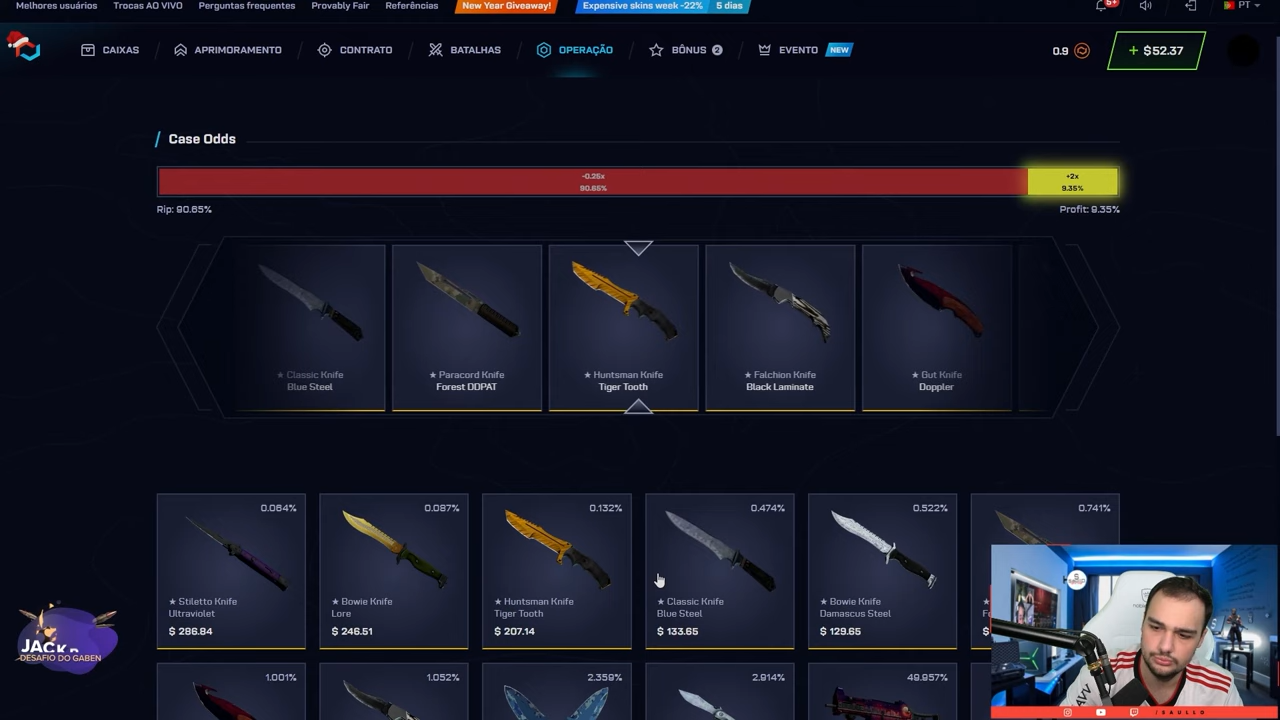 Melhores usuários Trocas AO VIVO Perguntas frequentes Provably Fair Referências New Year Giveaway! Expensive skins week -22% 5 dias 5+ PT
CAIXAS APRIMORAMENTO CONTRATO BATALHAS OPERAÇÃO BÔNUS 2 EVENTO NEW 0.9 + $52.37
Case Odds
-0.25x +2x
90.65% 9.35%
Rip: 90.65% Profit: 9.35%
★ Classic Knife ★ Paracord Knife ★ Huntsman Knife ★ Falchion Knife ★ Gut Knife
Blue Steel Forest DDPAT Tiger Tooth Black Laminate Doppler
0.064% 0.087% 0.132% 0.474% 0.522% 0.741%
★ Stiletto Knife ★ Bowie Knife ★ Huntsman Knife ★ Classic Knife ★ Bowie Knife
Ultraviolet Lore Tiger Tooth Blue Steel Damascus Steel
$ 286.84 $ 246.51 $ 207.14 $ 133.65 $ 129.65 $
1.001% 1.052% 2.359% 2.914% 49.957%
DESAFIO DO GABEN
/SAULLO